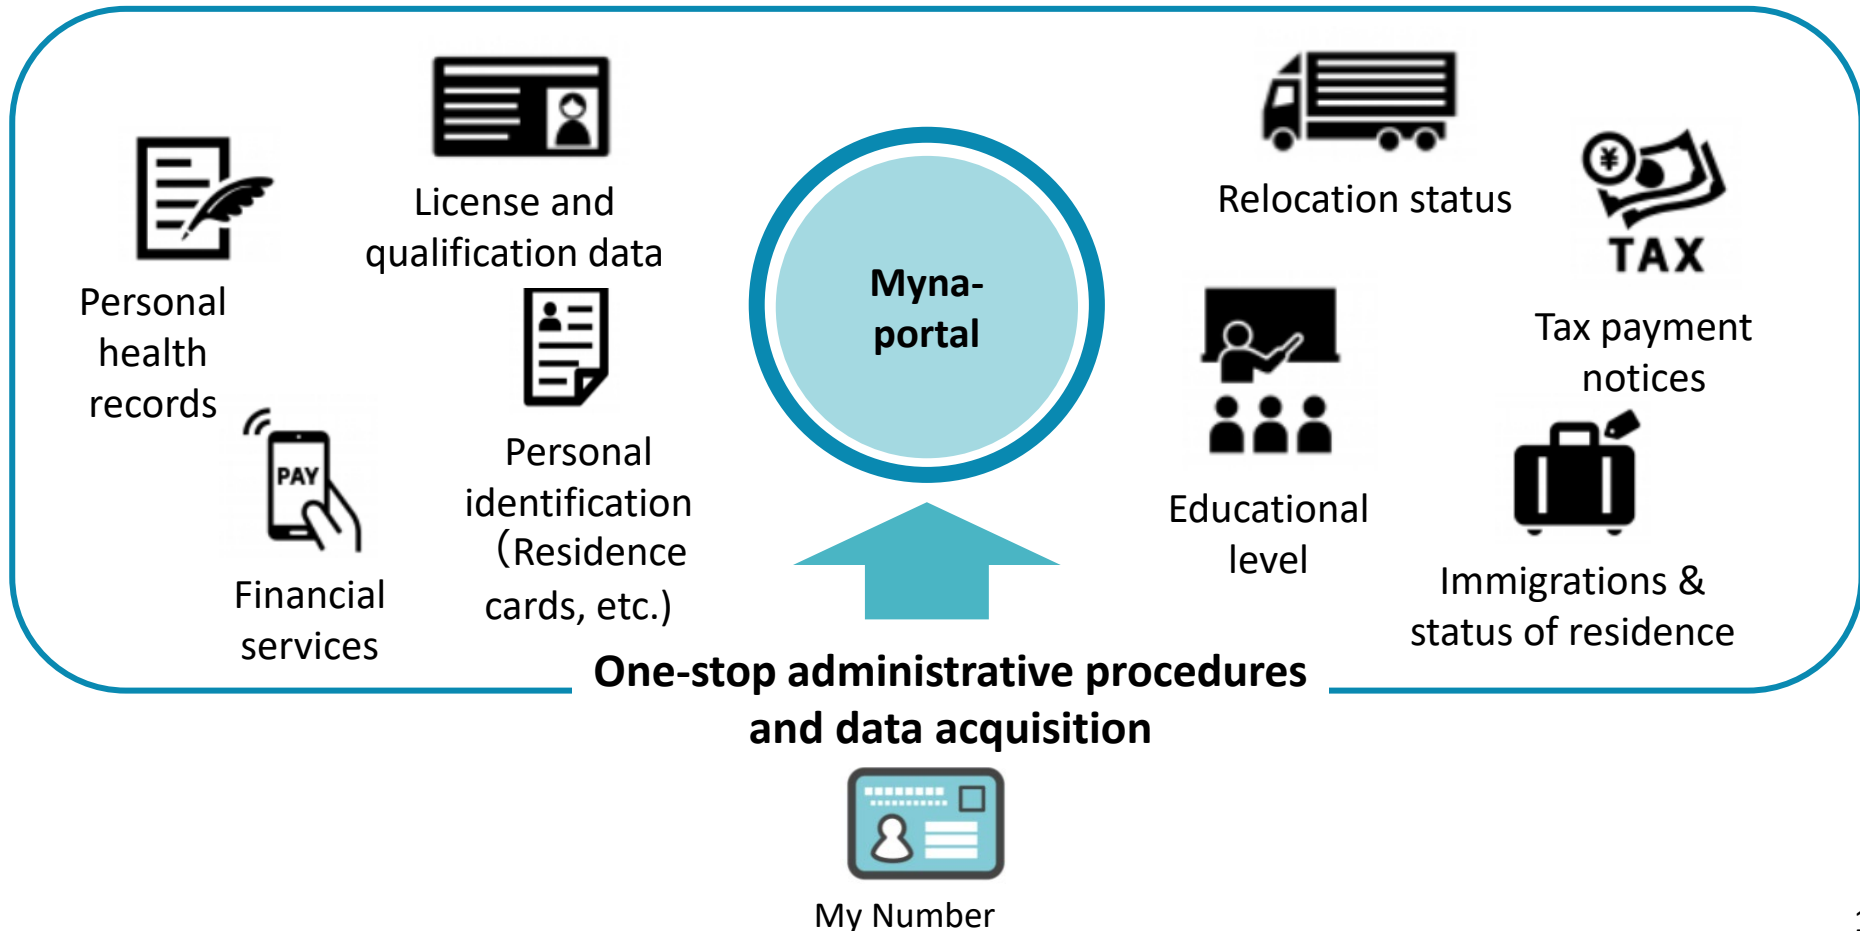 License and
qualification data
Personal
health
records
PAY
Financial
services
Personal
identification
（Residence
cards, etc.)
Myna-
portal
Relocation status
¥
TAX
Tax payment
notices
Educational
level
Immigrations &
status of residence
One-stop administrative procedures
and data acquisition
My Number